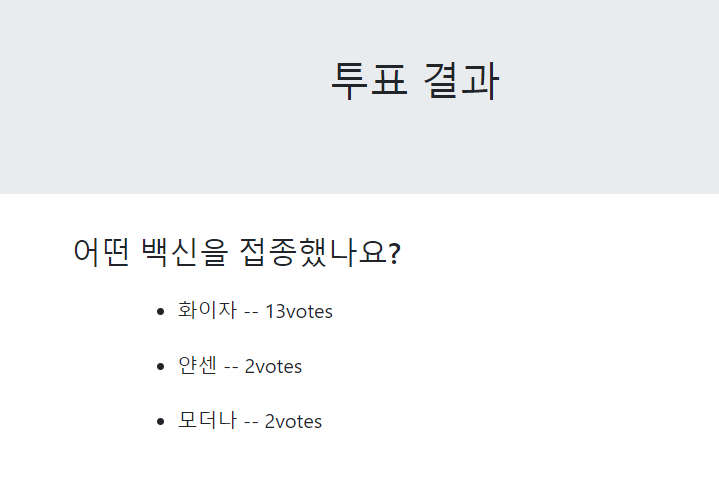 투표 결과
어떤 백신을 접종했나요?
화이자 -- 13votes
얀센 -- 2votes
모더나 -- 2votes